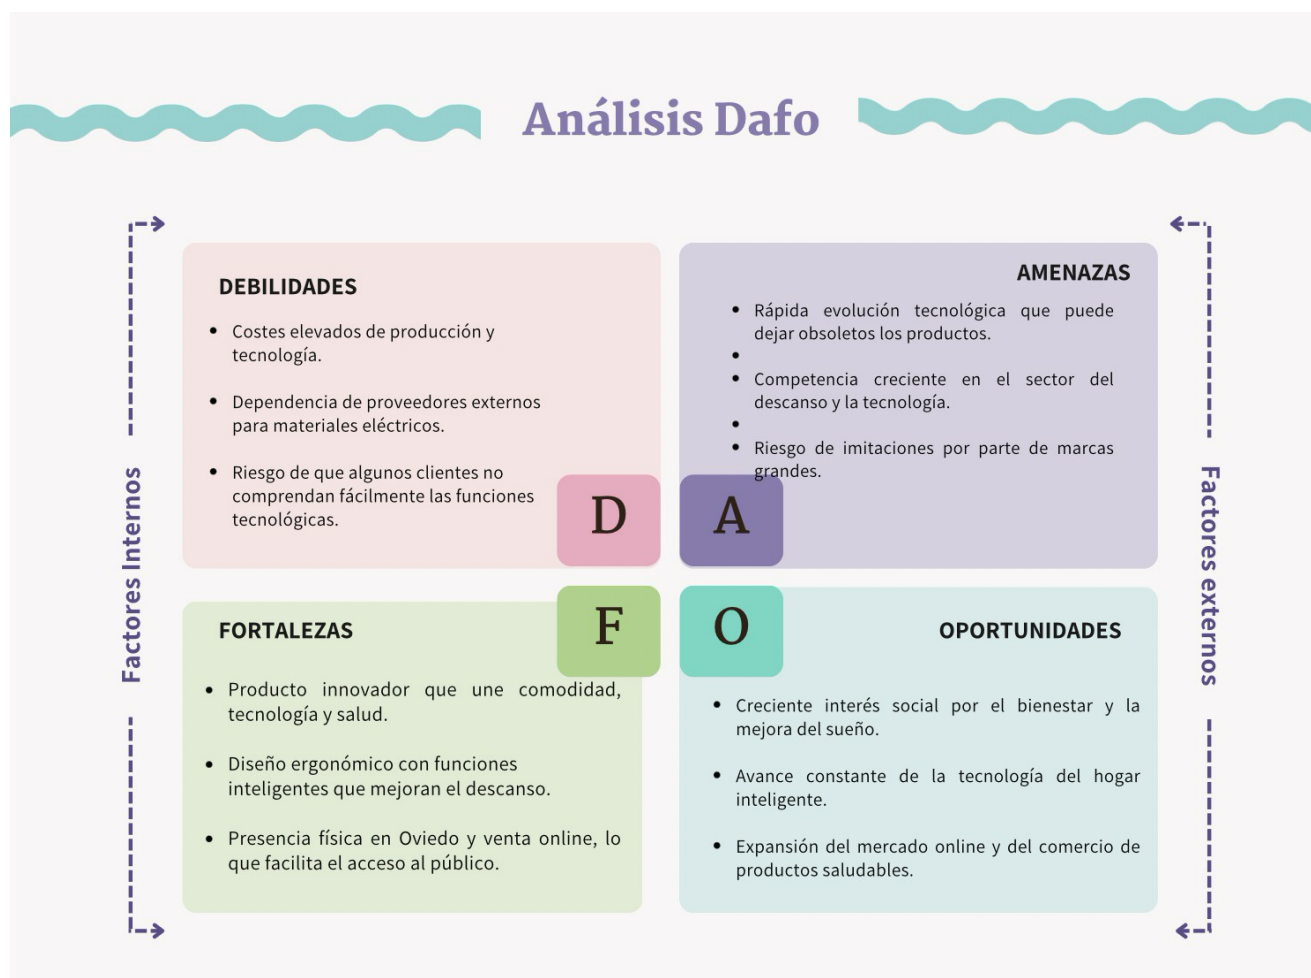 Análisis Dafo
Factores Internos
DEBILIDADES
• Costes elevados de producción y
tecnología.
• Dependencia de proveedores externos
para materiales eléctricos.
• Riesgo de que algunos clientes no
comprendan fácilmente las funciones
tecnológicas.
D
AMENAZAS
• Rápida evolución tecnológica que puede
dejar obsoletos los productos.
•
• Competencia creciente en el sector del
descanso y la tecnología.
•
• Riesgo de imitaciones por parte de marcas
grandes.
A
FORTALEZAS
F
• Producto innovador que une comodidad,
tecnología y salud.
• Diseño ergonómico con funciones
inteligentes que mejoran el descanso.
• Presencia física en Oviedo y venta online, lo
que facilita el acceso al público.
O
OPORTUNIDADES
• Creciente interés social por el bienestar y la
mejora del sueño.
• Avance constante de la tecnología del hogar
inteligente.
• Expansión del mercado online y del comercio de
productos saludables.
Factores externos